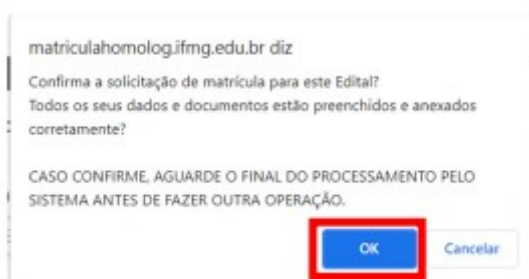 matriculahomolog.ifmg.edu.br diz
Confirma a solicitação de matrícula para este Edital?
Todos os seus dados e documentos estão preenchidos e anexados
corretamente?
CASO CONFIRME, AGUARDE O FINAL DO PROCESSAMENTO PELO
SISTEMA ANTES DE FAZER OUTRA OPERAÇÃO.
OK Cancelar